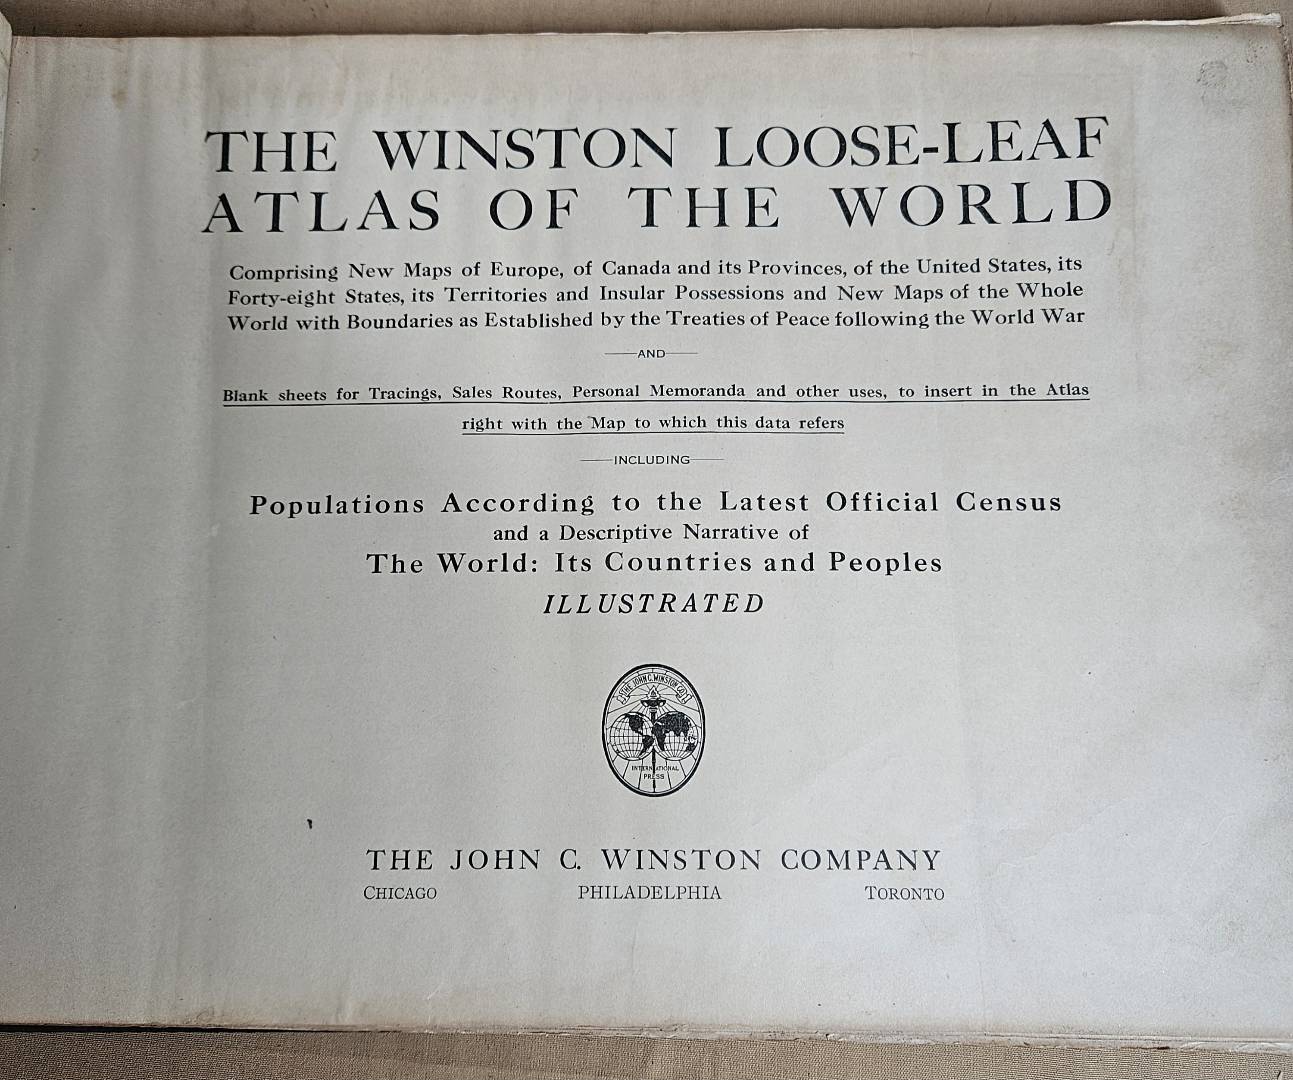 THE WINSTON LOOSE-LEAF
ATLAS OF THE WORLD
Comprising New Maps of Europe, of Canada and its Provinces, of the United States, its
Forty-eight States, its Territories and Insular Possessions and New Maps of the Whole
World with Boundaries as Established by the Treaties of Peace following the World War
AND
Blank sheets for Tracings, Sales Routes, Personal Memoranda and other uses, to insert in the Atlas
right with the Map to which this data refers
INCLUDING
Populations According to the Latest Official Census
and a Descriptive Narrative of
The World: Its Countries and Peoples
ILLUSTRATED
THE JOHN C. WINSTON CO.
INTERNATIONAL
PRESS
THE JOHN C. WINSTON COMPANY
CHICAGO PHILADELPHIA TORONTO